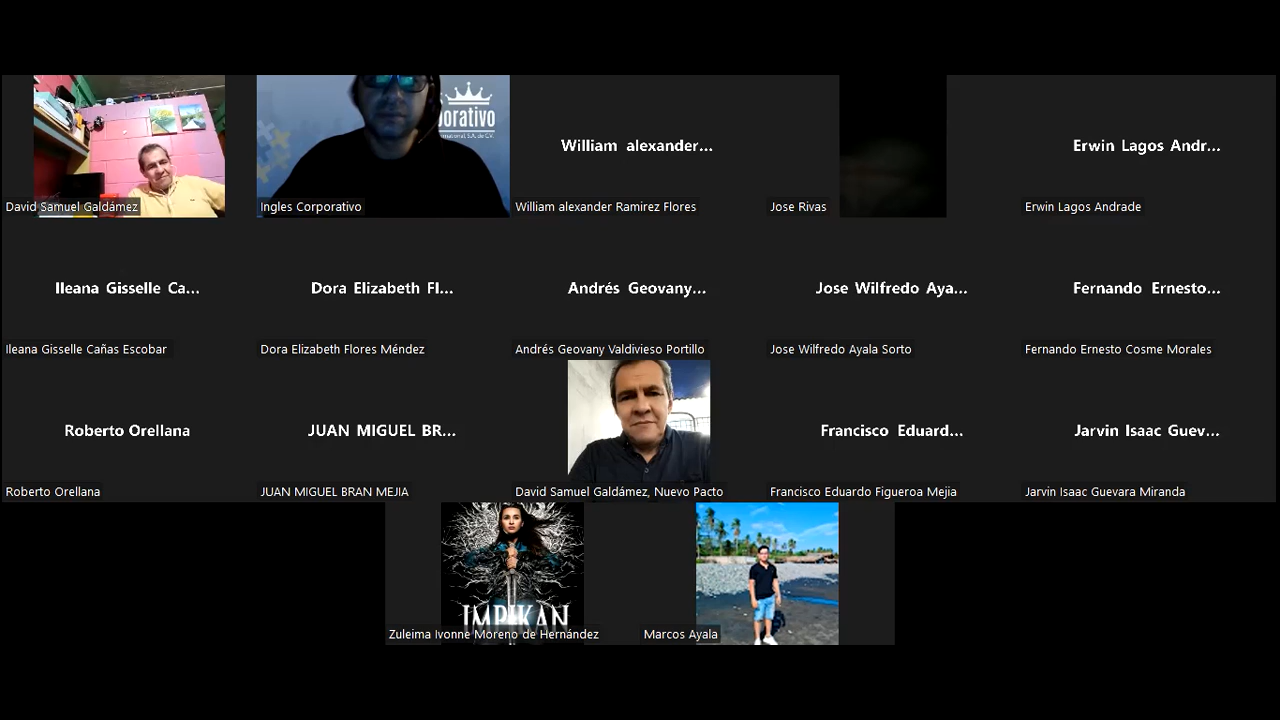 orativo
David Samuel Galdámez
Ingles Corporativo
William alexander...
William alexander Ramirez Flores
Jose Rivas
Erwin Lagos Andr...
Erwin Lagos Andrade
Ileana Gisselle Ca...
Ileana Gisselle Cañas Escobar
Dora Elizabeth Fl...
Dora Elizabeth Flores Méndez
Andrés Geovany...
Andrés Geovany Valdivieso Portillo
Jose Wilfredo Aya...
Jose Wilfredo Ayala Sorto
Fernando Ernesto...
Fernando Ernesto Cosme Morales
Roberto Orellana
Roberto Orellana
JUAN MIGUEL BR...
JUAN MIGUEL BRAN MEJIA
David Samuel Galdámez, Nuevo Pacto
Francisco Eduard...
Francisco Eduardo Figueroa Mejia
Jarvin Isaac Guev...
Jarvin Isaac Guevara Miranda
IMPIKAN
Zuleima Ivonne Moreno de Hernández
Marcos Ayala